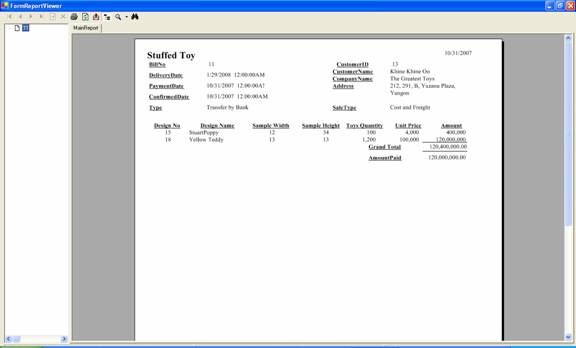 FormReportViewer
11
MainReport
Stuffed Toy
10/31/2007
BillNo 11 CustomerID 13
DeliveryDate 1/29/2008 12:00:00AM CustomerName Khine Khine Oo
CompanyName The Greatest Toys
PaymentDate 10/31/2007 12:00:00A! Address 212, 291, B, Yuzana Plaza,
Yangon
ConfirmedDate 10/31/2007 12:00:00AM
Type Transfer by Bank SaleType Cost and Freight
Design No Design Name Sample Width Sample Height Toys Quantity Unit Price Amount
15 StuartPuppy 12 34 100 4,000 400,000
18 Yellow Teddy 13 13 1,200 100,000 120,000,000
Grand Total 120,400,000.00
AmountPaid 120,000,000.00